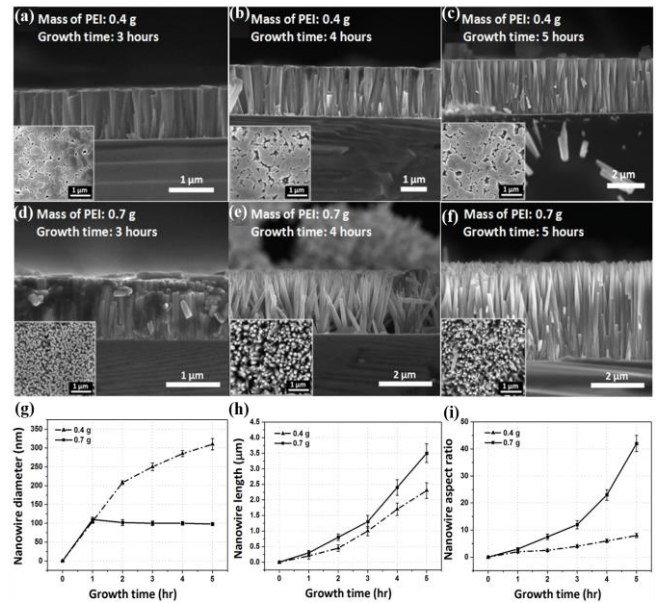 (a) Mass of PEI: 0.4 g
Growth time: 3 hours
1 μm
1 μm
(b) Mass of PEI: 0.4 g
Growth time: 4 hours
1 μm
1 μm
(c) Mass of PEI: 0.4 g
Growth time: 5 hours
1 μm
2 μm
(d) Mass of PEI: 0.7 g
Growth time: 3 hours
1 μm
1 μm
(e) Mass of PEI: 0.7 g
Growth time: 4 hours
1 μm
2 μm
(f) Mass of PEI: 0.7 g
Growth time: 5 hours
1 μm
2 μm
(g)
Nanowire diameter (nm)
350
300
250
200
150
100
50
0
0.4 g
0.7 g
0 1 2 3 4 5
Growth time (hr)
(h)
Nanowire length (μm)
4.5
4.0
3.5
3.0
2.5
2.0
1.5
1.0
0.5
0.0
0.4 g
0.7 g
0 1 2 3 4 5
Growth time (hr)
(i)
Nanowire aspect ratio
50
40
30
20
10
0
0.4 g
0.7 g
0 1 2 3 4 5
Growth time (hr)